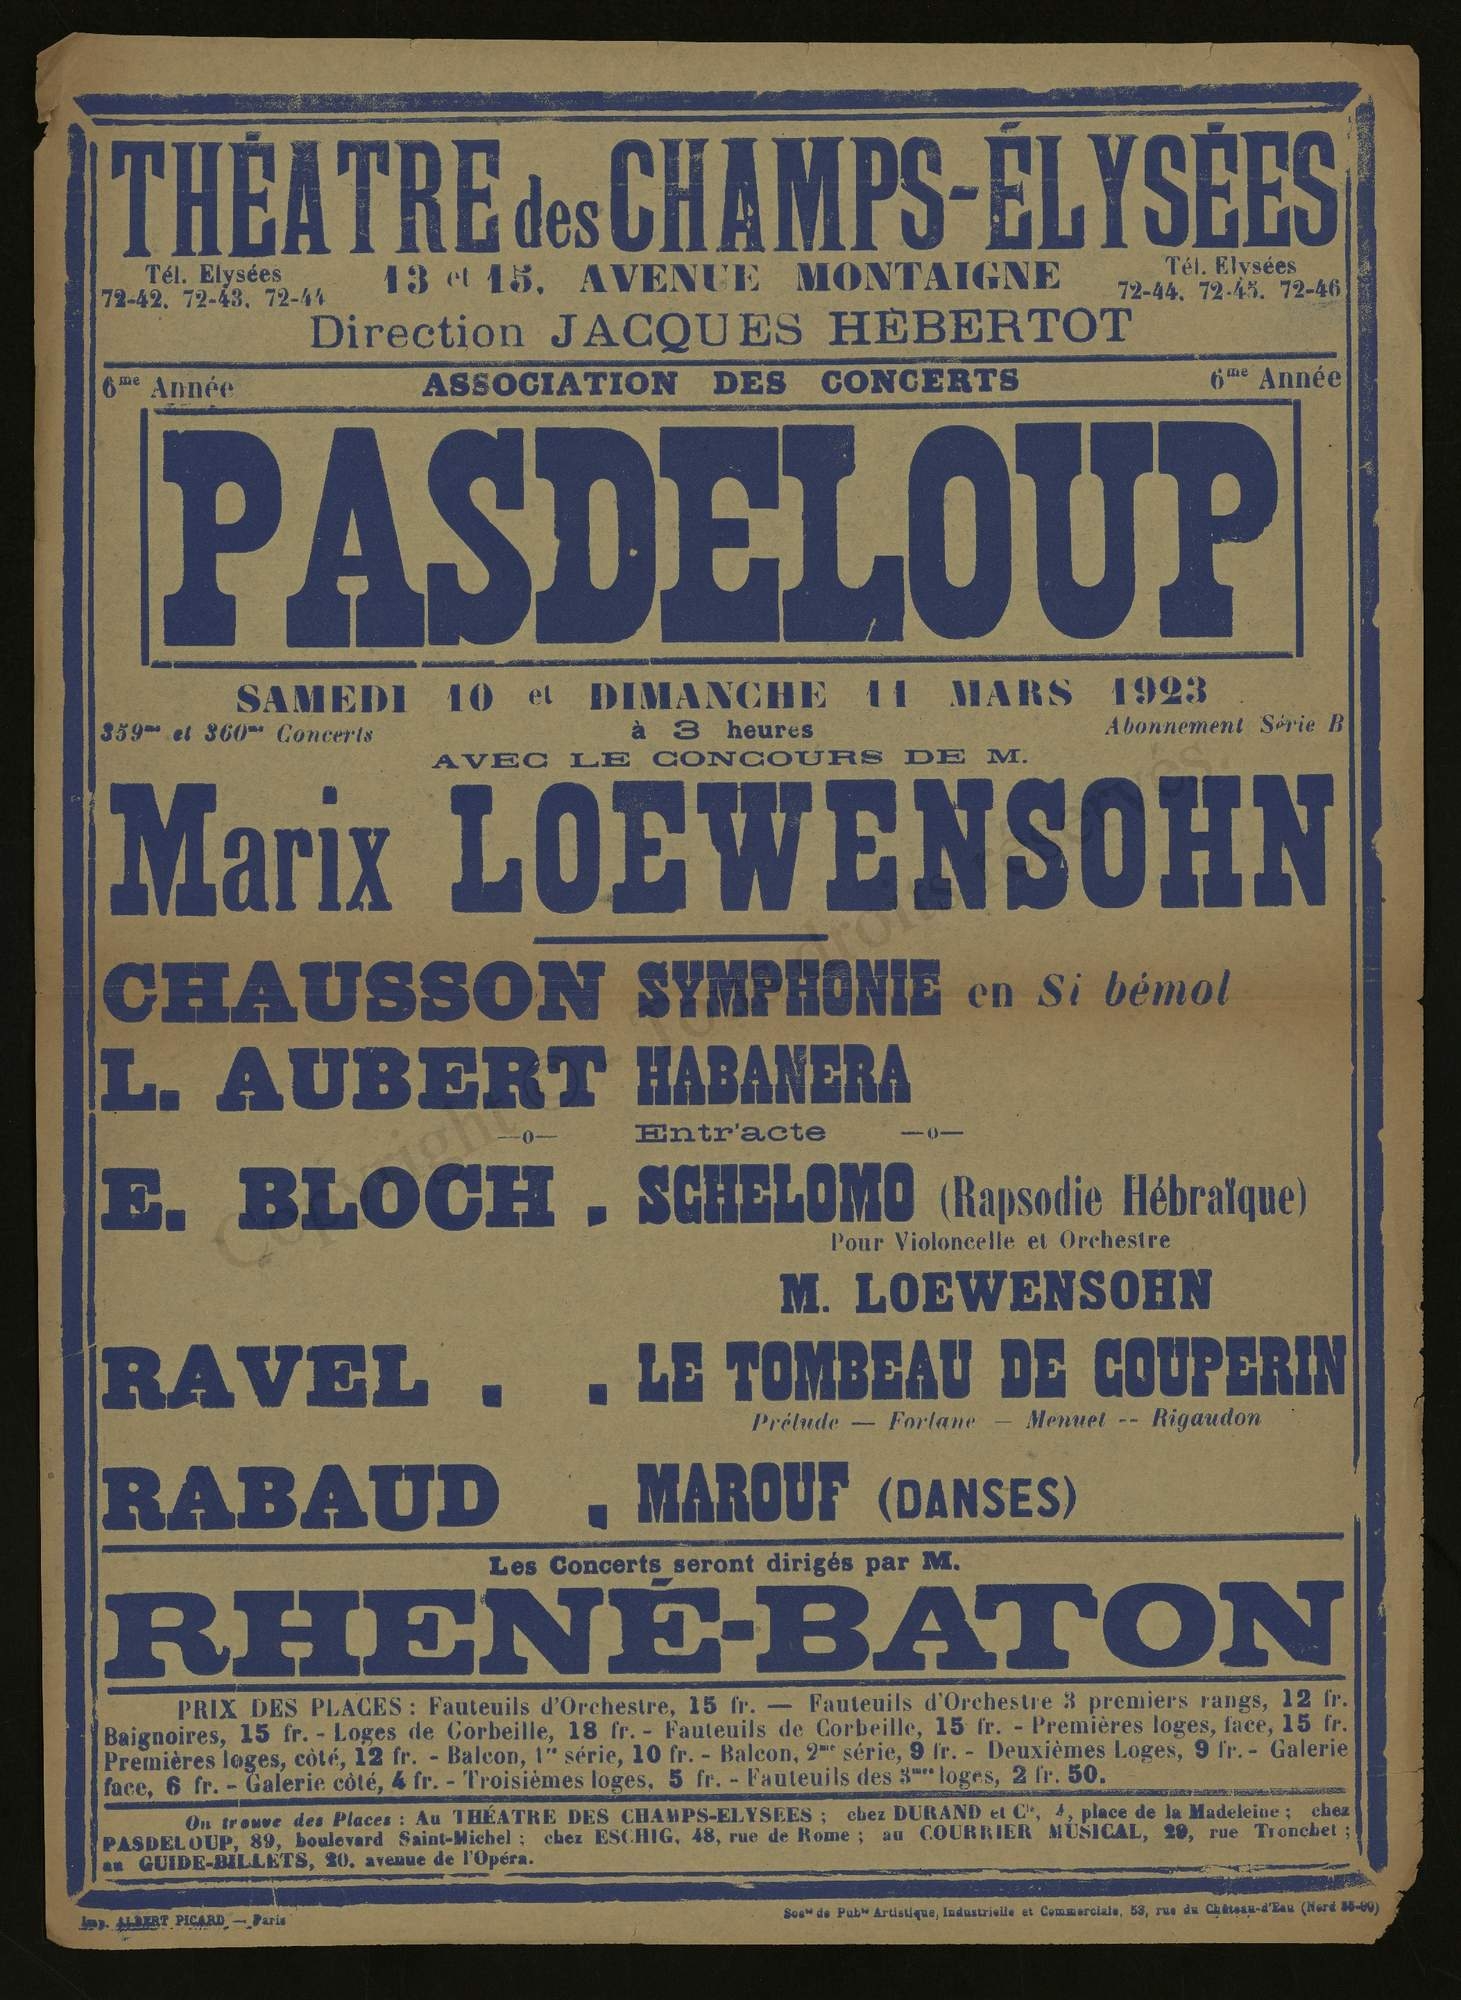 THÉATRE des CHAMPS-ÉLYSÉES
Tél. Elysées
72-42. 72-43. 72-44
13 et 15, AVENUE MONTAIGNE
Tél. Elysées
72-44. 72-45. 72-46
Direction JACQUES HÉBERTOT
6me Année ASSOCIATION DES CONCERTS 6me Année
PASDELOUP
SAMEDI 10 et DIMANCHE 11 MARS 1923
359me et 360me Concerts à 3 heures Abonnement Série B
AVEC LE CONCOURS DE M.
Marix LOEWENSOHN
CHAUSSON SYMPHONIE en Si bémol
L. AUBERT HABANERA
—o— Entr'acte —o—
E. BLOCH . SCHELOMO (Rapsodie Hébraïque)
Pour Violoncelle et Orchestre
M. LOEWENSOHN
RAVEL . . LE TOMBEAU DE COUPERIN
Prélude — Forlane — Menuet -- Rigaudon
RABAUD . MAROUF (DANSES)
Les Concerts seront dirigés par M.
RHENÉ-BATON
PRIX DES PLACES : Fauteuils d'Orchestre, 15 fr. — Fauteuils d'Orchestre 3 premiers rangs, 12 fr.
Baignoires, 15 fr. - Loges de Corbeille, 18 fr. - Fauteuils de Corbeille, 15 fr. - Premières loges, face, 15 fr.
Premières loges, côté, 12 fr. - Balcon, 1re série, 10 fr. - Balcon, 2me série, 9 fr. - Deuxièmes Loges, 9 fr. - Galerie
face, 6 fr. - Galerie côté, 4 fr. - Troisièmes loges, 5 fr. - Fauteuils des 3mes loges, 2 fr. 50.
On trouve des Places : Au THÉATRE DES CHAMPS-ELYSEES ; chez DURAND et Cie, 4, place de la Madeleine ; chez
PASDELOUP, 89, boulevard Saint-Michel ; chez ESCHIG, 48, rue de Rome ; au COURRIER MUSICAL, 29, rue Tronchet ;
au GUIDE-BILLETS, 20, avenue de l'Opéra.
Imp. ALBERT PICARD — Paris
Sosté de Pubté Artistique, Industrielle et Commerciale, 53, rue du Château-d'Eau (Nord 35-90)
Copyright © - Tous droits réservés.